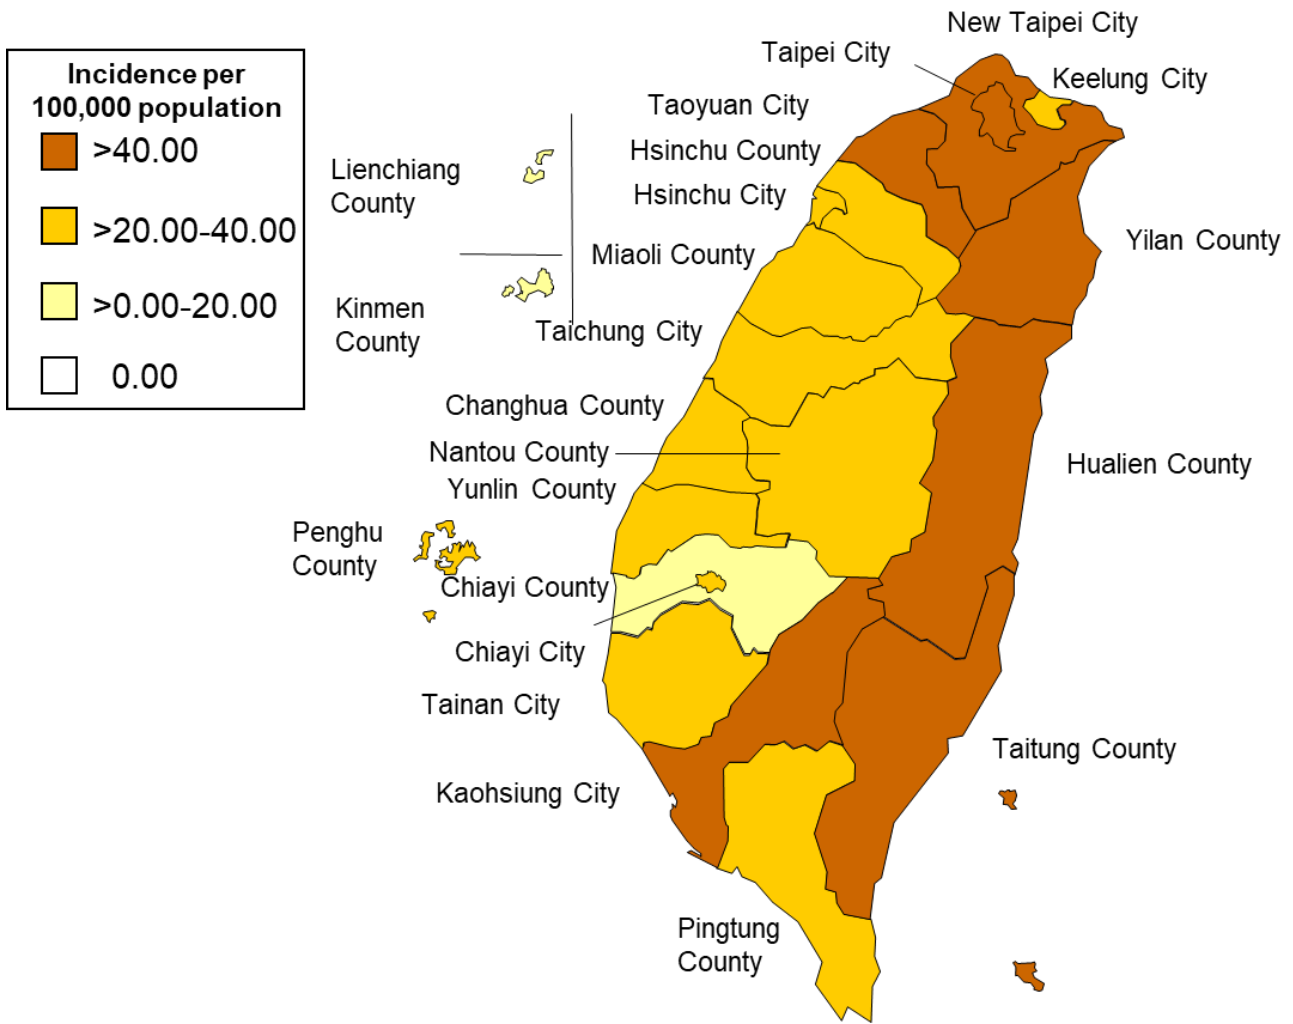 Incidence per
100,000 population
>40.00
>20.00-40.00
>0.00-20.00
0.00
New Taipei City
Taipei City
Keelung City
Taoyuan City
Hsinchu County
Lienchiang
County
Hsinchu City
Yilan County
Miaoli County
Kinmen
County
Taichung City
Changhua County
Nantou County
Hualien County
Yunlin County
Penghu
County
Chiayi County
Chiayi City
Tainan City
Taitung County
Kaohsiung City
Pingtung
County